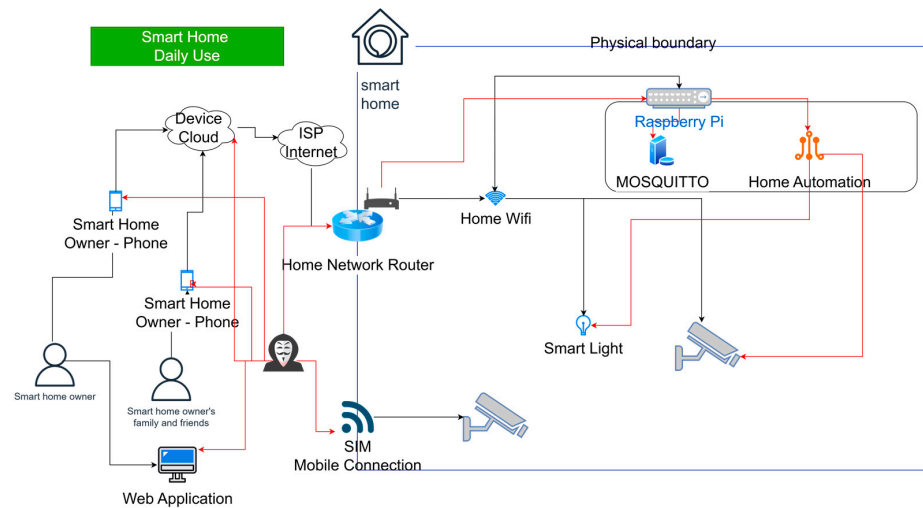 Smart Home
Daily Use
smart
home
Physical boundary
Device
Cloud
ISP
Internet
Raspberry Pi
MOSQUITTO
Home Automation
Home Wifi
Smart Home
Owner - Phone
Home Network Router
Smart Home
Owner - Phone
Smart Light
Smart home owner
Smart home owner's
family and friends
SIM
Mobile Connection
Web Application